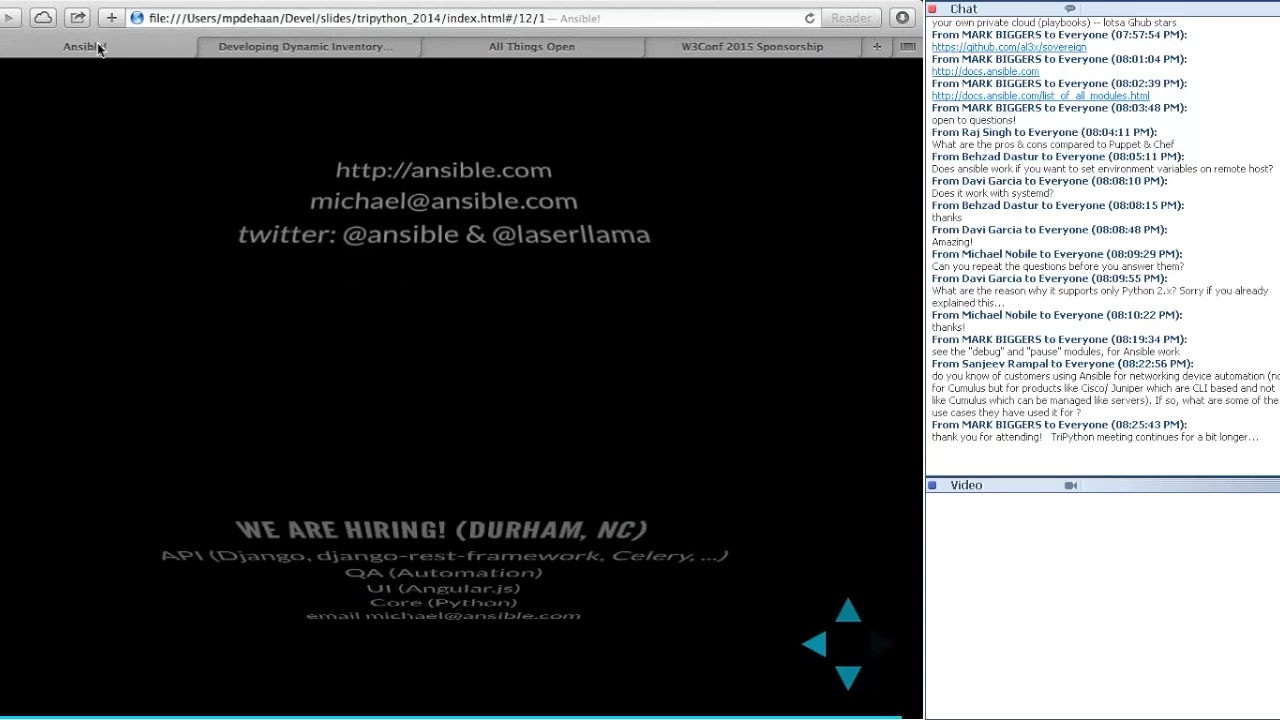 file:///Users/mpdehaan/Devel/slides/tripython_2014/index.html#/12/1 — Ansible!
Reader
Ansible
Developing Dynamic Inventory...
All Things Open
W3Conf 2015 Sponsorship
http://ansible.com
michael@ansible.com
twitter: @ansible & @laserllama
WE ARE HIRING! (DURHAM, NC)
API (Django, django-rest-framework, Celery, ...)
QA (Automation)
UI (Angular.js)
Core (Python)
email michael@ansible.com
Chat
your own private cloud (playbooks) -- lotsa Ghub stars
From MARK BIGGERS to Everyone (07:57:54 PM):
https://github.com/al3x/sovereign
From MARK BIGGERS to Everyone (08:01:04 PM):
http://docs.ansible.com
From MARK BIGGERS to Everyone (08:02:39 PM):
http://docs.ansible.com/list_of_all_modules.html
From MARK BIGGERS to Everyone (08:03:48 PM):
open to questions!
From Raj Singh to Everyone (08:04:11 PM):
What are the pros & cons compared to Puppet & Chef
From Behzad Dastur to Everyone (08:05:11 PM):
Does ansible work if you want to set environment variables on remote host?
From Davi Garcia to Everyone (08:08:10 PM):
Does it work with systemd?
From Behzad Dastur to Everyone (08:08:15 PM):
thanks
From Davi Garcia to Everyone (08:08:48 PM):
Amazing!
From Michael Nobile to Everyone (08:09:29 PM):
Can you repeat the questions before you answer them?
From Davi Garcia to Everyone (08:09:55 PM):
What are the reason why it supports only Python 2.x? Sorry if you already
explained this...
From Michael Nobile to Everyone (08:10:22 PM):
thanks!
From MARK BIGGERS to Everyone (08:19:34 PM):
see the "debug" and "pause" modules, for Ansible work
From Sanjeev Rampal to Everyone (08:22:56 PM):
do you know of customers using Ansible for networking device automation (no
for Cumulus but for products like Cisco/ Juniper which are CLI based and not
like Cumulus which can be managed like servers). If so, what are some of the
use cases they have used it for ?
From MARK BIGGERS to Everyone (08:25:43 PM):
thank you for attending! TriPython meeting continues for a bit longer...
Video